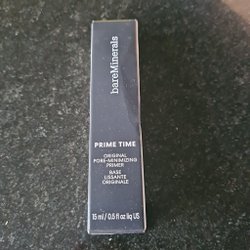 bareMinerals
PRIME TIME
ORIGINAL
PORE-MINIMIZING
PRIMER
BASE
LISSANTE
ORIGINALE
15 ml / 0.5 fl oz liq US